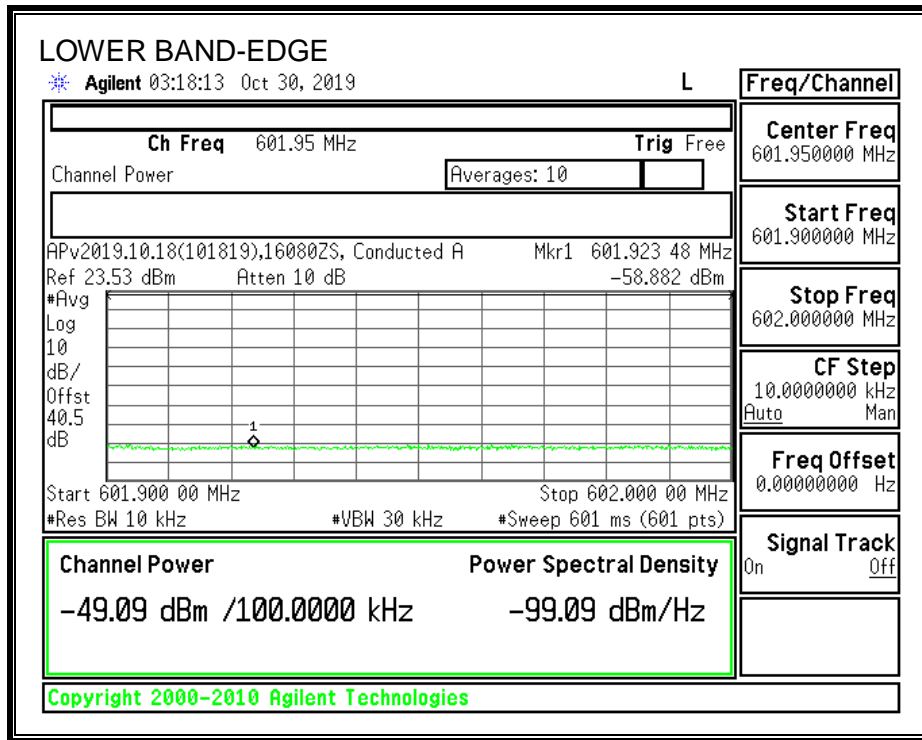 LOWER BAND-EDGE
Agilent 03:18:13 Oct 30, 2019 L
Ch Freq 601.95 MHz Trig Free
Channel Power Averages: 10
APv2019.10.18(101819),16080ZS, Conducted A Mkr1 601.923 48 MHz
Ref 23.53 dBm Atten 10 dB -58.882 dBm
#Avg
Log
10
dB/
Offst
40.5
dB
1
Start 601.900 00 MHz Stop 602.000 00 MHz
#Res BW 10 kHz #VBW 30 kHz #Sweep 601 ms (601 pts)
Channel Power Power Spectral Density
-49.09 dBm /100.0000 kHz -99.09 dBm/Hz
Copyright 2000-2010 Agilent Technologies
Freq/Channel
Center Freq
601.950000 MHz
Start Freq
601.900000 MHz
Stop Freq
602.000000 MHz
CF Step
10.0000000 kHz
Auto Man
Freq Offset
0.00000000 Hz
Signal Track
On Off